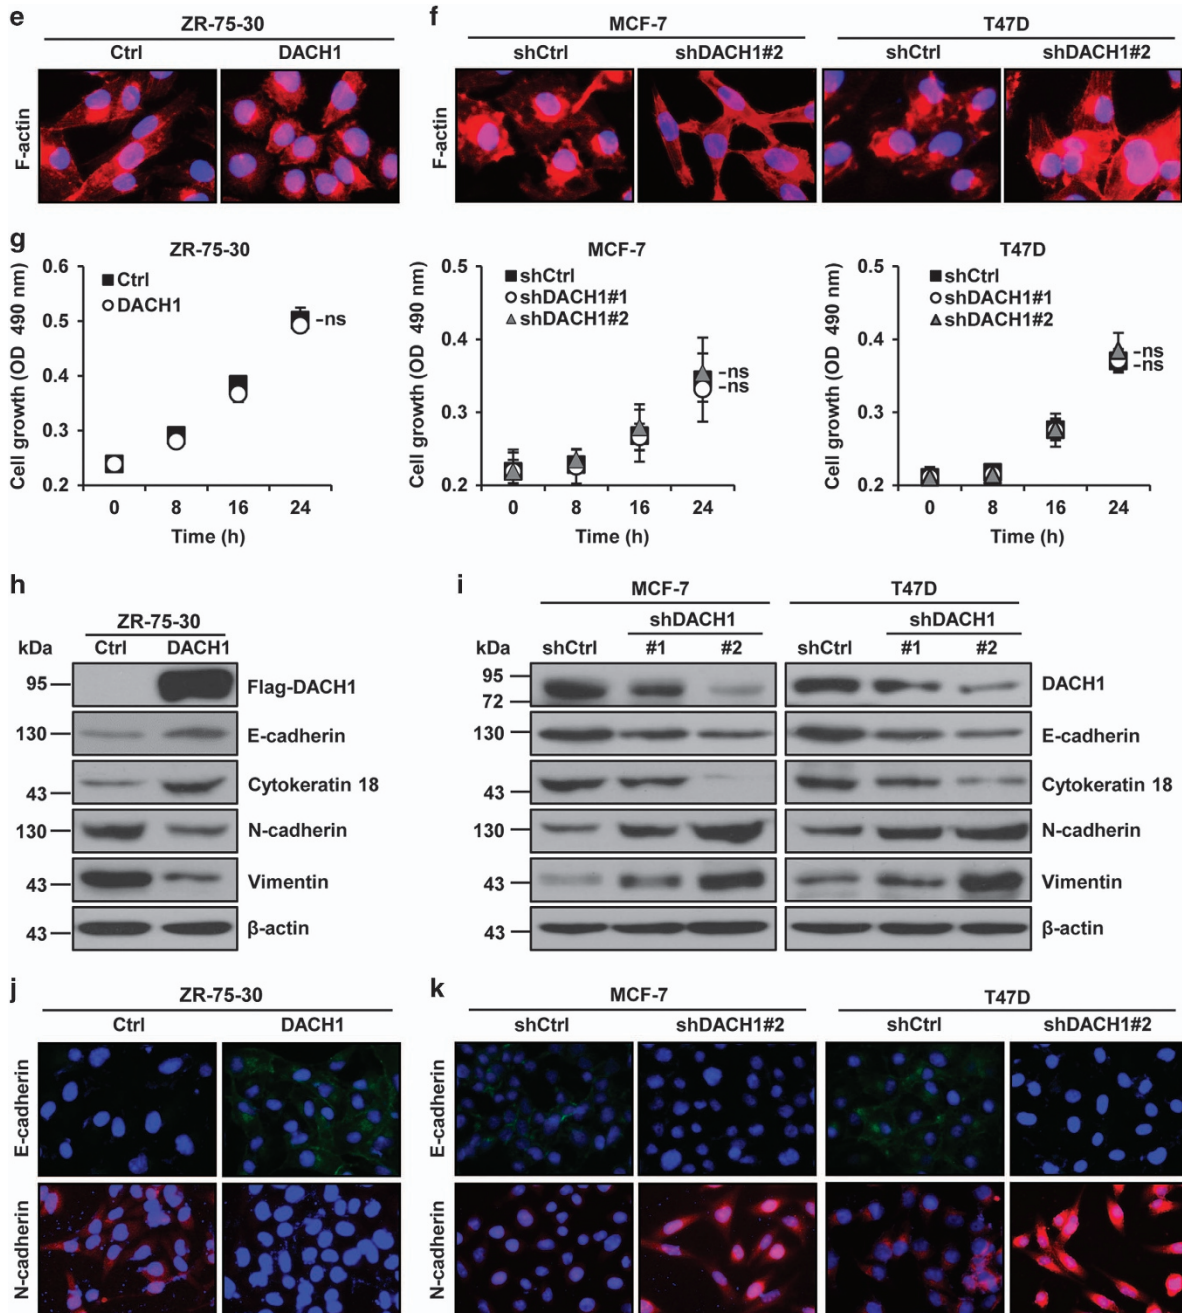 e
ZR-75-30
Ctrl DACH1
F-actin
f
MCF-7 T47D
shCtrl shDACH1#2 shCtrl shDACH1#2
F-actin
g
ZR-75-30
Cell growth (OD 490 nm)
0.6
0.5
0.4
0.3
0.2
Ctrl
DACH1
-ns
0 8 16 24
Time (h)
MCF-7
Cell growth (OD 490 nm)
0.5
0.4
0.3
0.2
shCtrl
shDACH1#1
shDACH1#2
-ns
-ns
0 8 16 24
Time (h)
T47D
Cell growth (OD 490 nm)
0.5
0.4
0.3
0.2
shCtrl
shDACH1#1
shDACH1#2
-ns
-ns
0 8 16 24
Time (h)
h
ZR-75-30
kDa Ctrl DACH1
95 Flag-DACH1
130 E-cadherin
43 Cytokeratin 18
130 N-cadherin
43 Vimentin
43 β-actin
i
MCF-7 T47D
shDACH1 shDACH1
kDa shCtrl #1 #2 shCtrl #1 #2
95
72 DACH1
130 E-cadherin
43 Cytokeratin 18
130 N-cadherin
43 Vimentin
43 β-actin
j
ZR-75-30
Ctrl DACH1
E-cadherin
N-cadherin
k
MCF-7 T47D
shCtrl shDACH1#2 shCtrl shDACH1#2
E-cadherin
N-cadherin